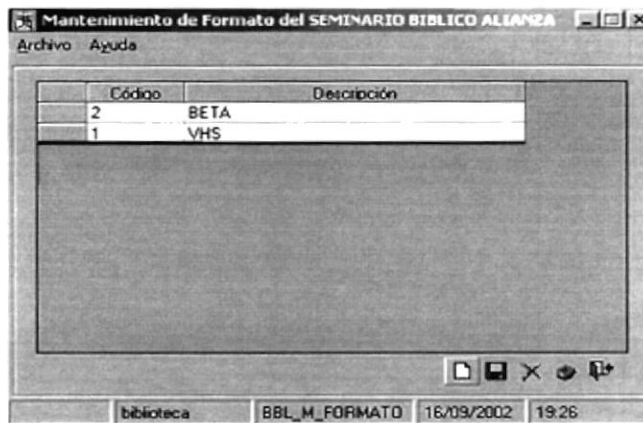 Mantenimiento de Formato del SEMINARIO BIBLICO ALIANZA
Archivo Ayuda
Código Descripción
2 BETA
1 VHS
biblioteca BBL_M_FORMATO 16/09/2002 19:26